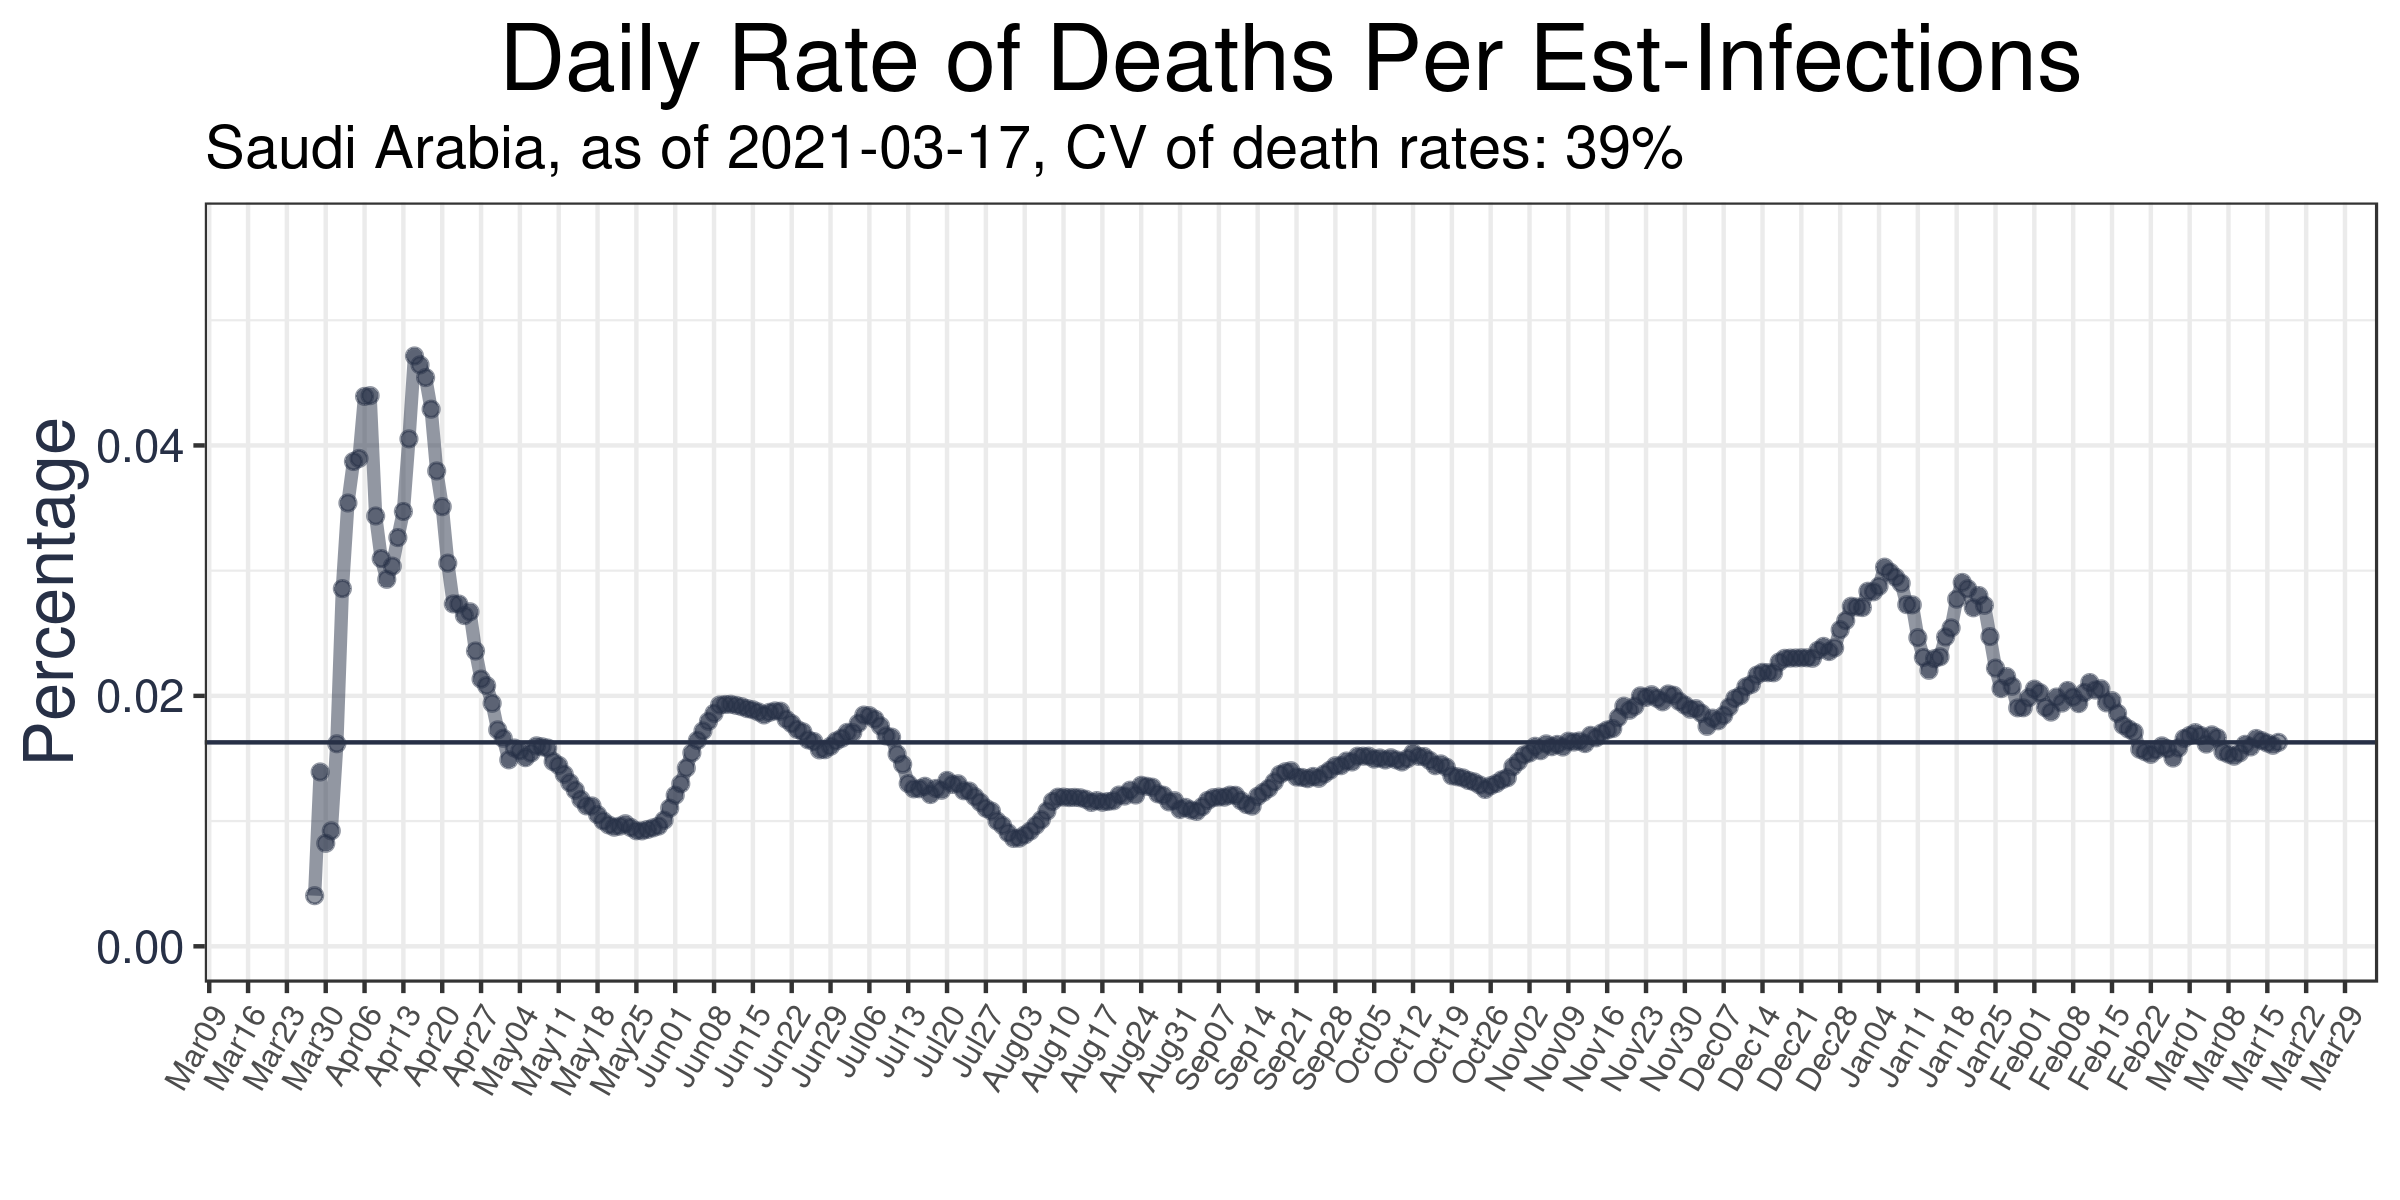 Daily Rate of Deaths Per Est-Infections
Saudi Arabia, as of 2021-03-17, CV of death rates: 39%
Percentage
0.04
0.02
0.00
Mar09
Mar16
Mar23
Mar30
Apr06
Apr13
Apr20
Apr27
May04
May11
May18
May25
Jun01
Jun08
Jun15
Jun22
Jun29
Jul06
Jul13
Jul20
Jul27
Aug03
Aug10
Aug17
Aug24
Aug31
Sep07
Sep14
Sep21
Sep28
Oct05
Oct12
Oct19
Oct26
Nov02
Nov09
Nov16
Nov23
Nov30
Dec07
Dec14
Dec21
Dec28
Jan04
Jan11
Jan18
Jan25
Feb01
Feb08
Feb15
Feb22
Mar01
Mar08
Mar15
Mar22
Mar29